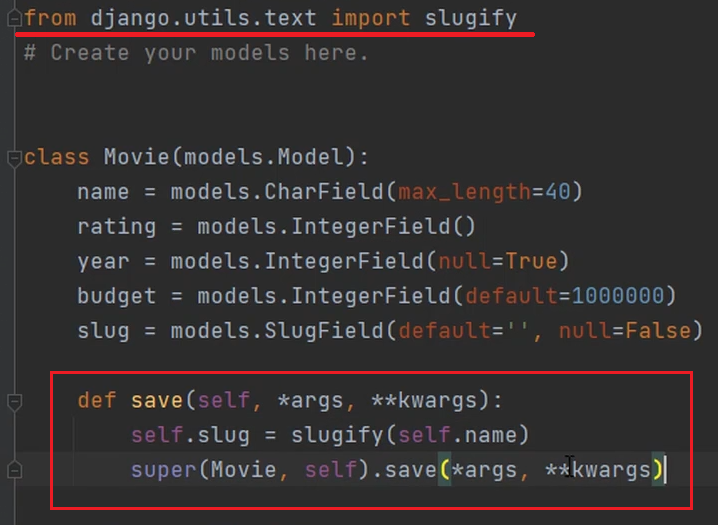 from django.utils.text import slugify
# Create your models here.
class Movie(models.Model):
    name = models.CharField(max_length=40)
    rating = models.IntegerField()
    year = models.IntegerField(null=True)
    budget = models.IntegerField(default=1000000)
    slug = models.SlugField(default='', null=False)
    def save(self, *args, **kwargs):
        self.slug = slugify(self.name)
        super(Movie, self).save(*args, **kwargs)